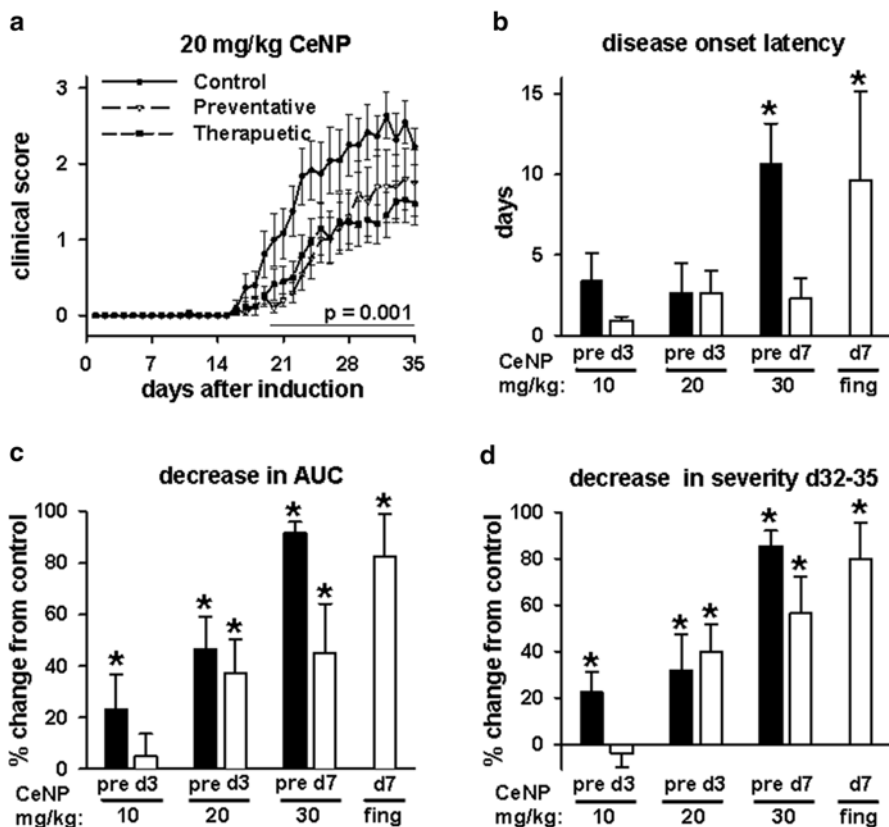 a
20 mg/kg CeNP
Control
Preventative
Therapuetic
clinical score
3
2
1
0
p = 0.001
0 7 14 21 28 35
days after induction
b
disease onset latency
days
15
10
5
0
* *
CeNP pre d3 pre d3 pre d7 d7
mg/kg: 10 20 30 fing
c
decrease in AUC
% change from control
100
80
60
40
20
0
* * * * * *
CeNP pre d3 pre d3 pre d7 d7
mg/kg: 10 20 30 fing
d
decrease in severity d32-35
% change from control
100
80
60
40
20
0
* * * * * *
CeNP pre d3 pre d3 pre d7 d7
mg/kg: 10 20 30 fing